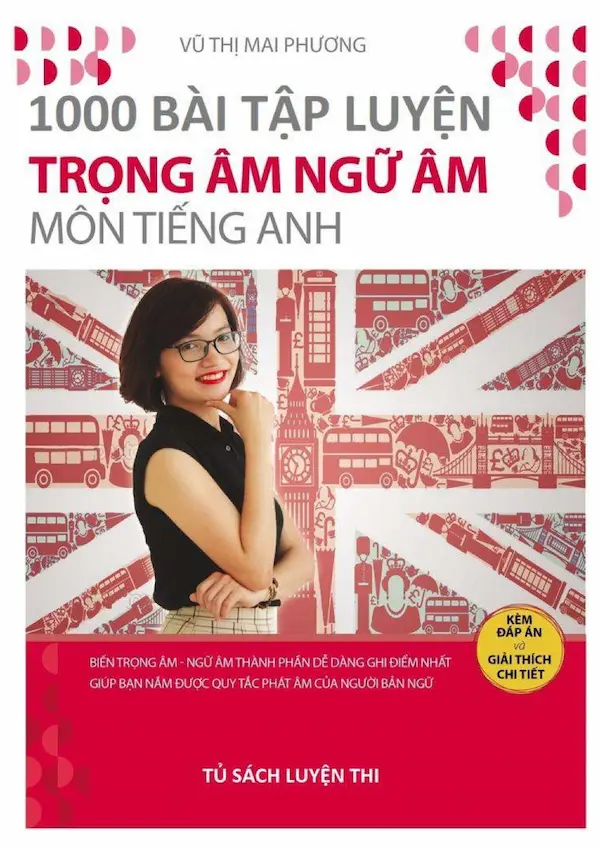 VŨ THỊ MAI PHƯƠNG
1000 BÀI TẬP LUYỆN
TRỌNG ÂM NGỮ ÂM
MÔN TIẾNG ANH
KÈM
ĐÁP ÁN
và
GIẢI THÍCH
CHI TIẾT
BIẾN TRỌNG ÂM - NGỮ ÂM THÀNH PHẦN DỄ DÀNG GHI ĐIỂM NHẤT
GIÚP BẠN NẮM ĐƯỢC QUY TẮC PHÁT ÂM CỦA NGƯỜI BẢN NGỮ
TỦ SÁCH LUYỆN THI